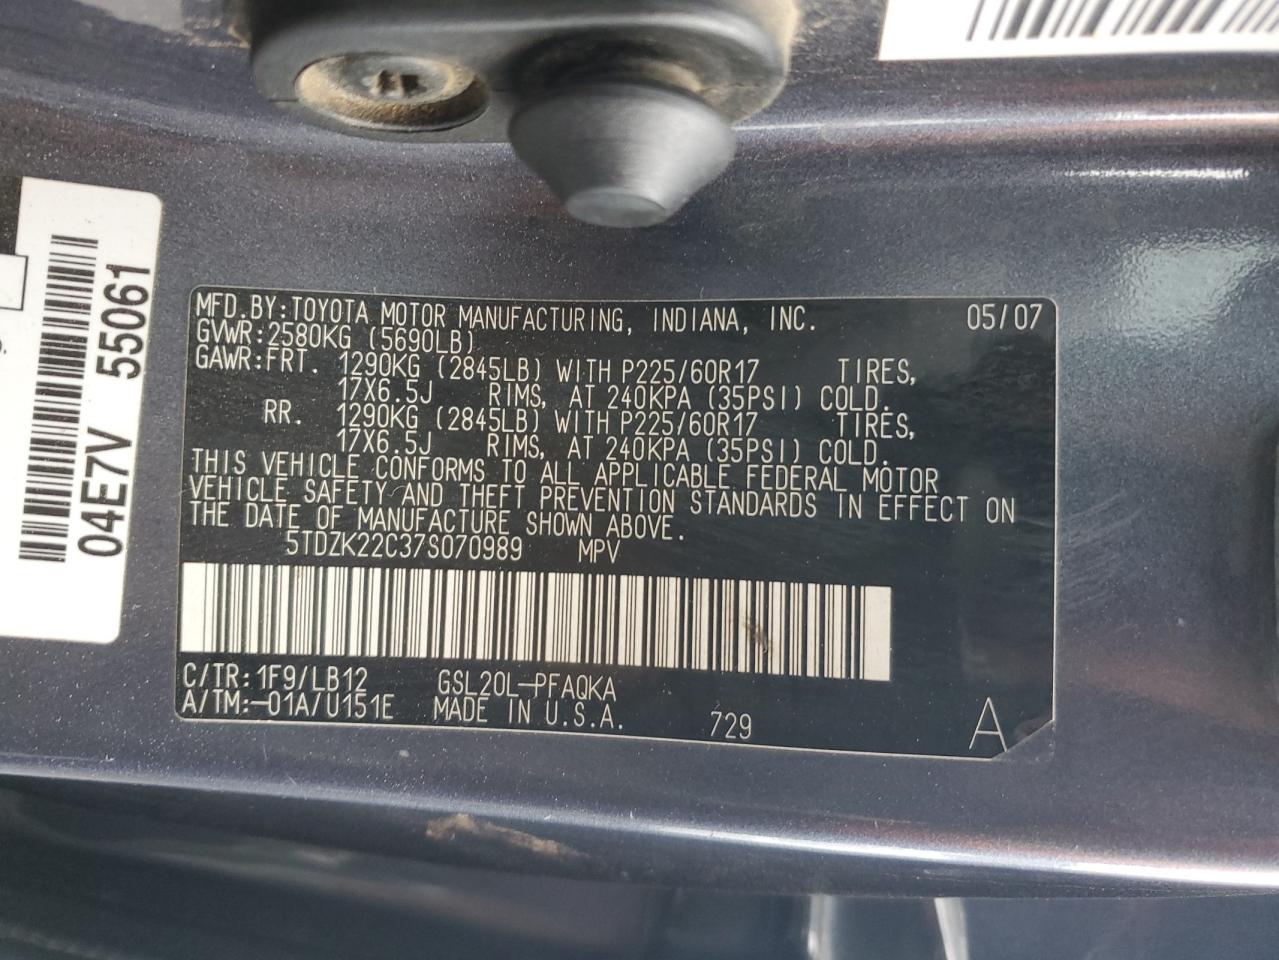 MFD.BY:TOYOTA MOTOR MANUFACTURING, INDIANA, INC. 05/07
GVWR:2580KG (5690LB)
GAWR:FRT. 1290KG (2845LB) WITH P225/60R17 TIRES,
17X6.5J RIMS, AT 240KPA (35PSI) COLD.
RR. 1290KG (2845LB) WITH P225/60R17 TIRES,
17X6.5J RIMS, AT 240KPA (35PSI) COLD.
THIS VEHICLE CONFORMS TO ALL APPLICABLE FEDERAL MOTOR
VEHICLE SAFETY AND THEFT PREVENTION STANDARDS IN EFFECT ON
THE DATE OF MANUFACTURE SHOWN ABOVE.
5TDZK22C37S070989 MPV
C/TR:1F9/LB12 GSL20L-PFAQKA
A/TM:-01A/U151E MADE IN U.S.A. 729 A
04E7V 55061